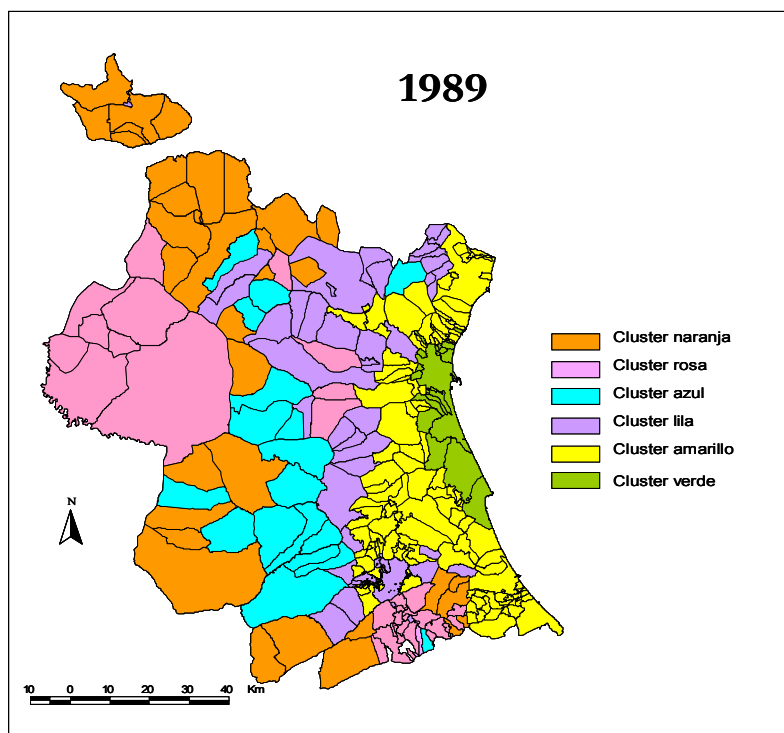 1989
Cluster naranja
Cluster rosa
Cluster azul
Cluster lila
Cluster amarillo
Cluster verde
N
10 0 10 20 30 40 Km